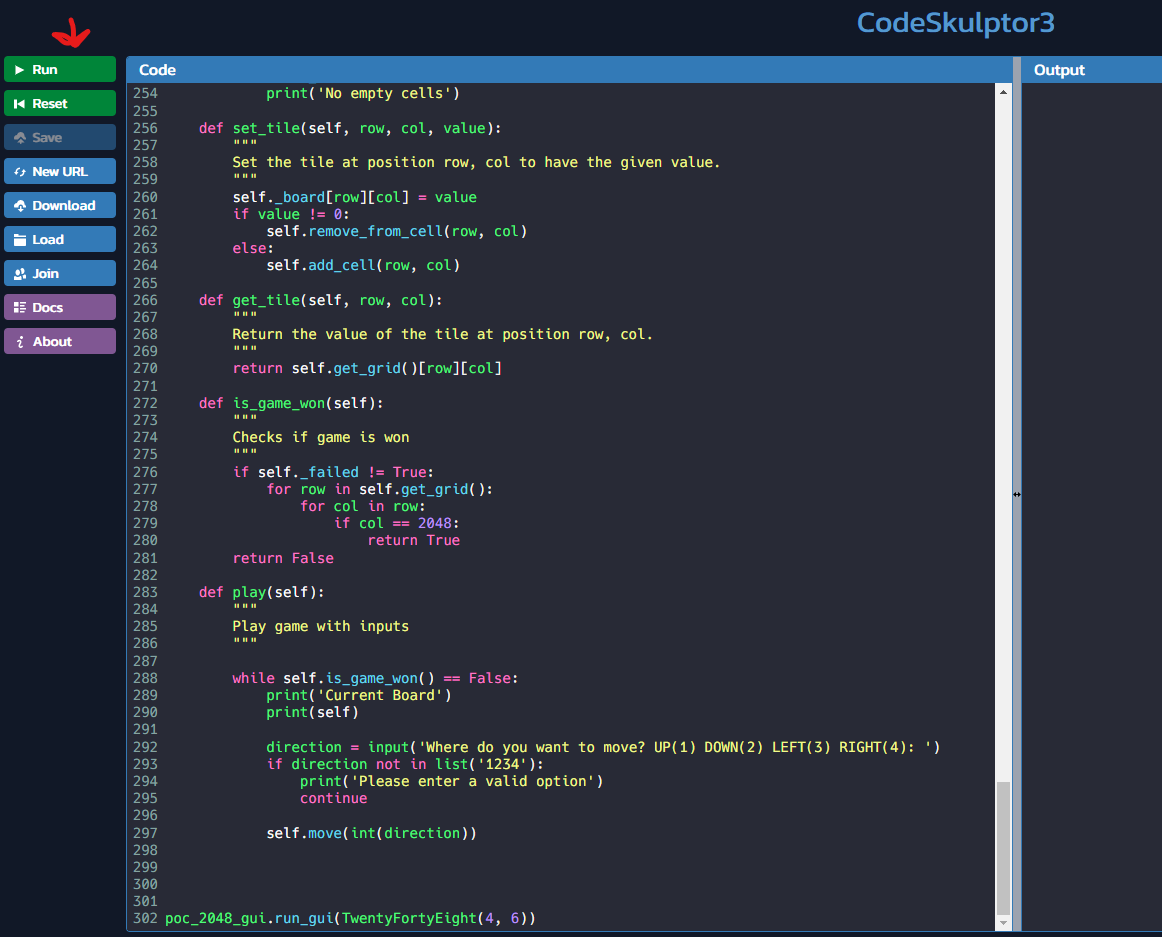 CodeSkulptor3
Run
Reset
Save
New URL
Download
Load
Join
Docs
About
Code
254             print('No empty cells')
255
256     def set_tile(self, row, col, value):
257         """
258         Set the tile at position row, col to have the given value.
259         """
260         self._board[row][col] = value
261         if value != 0:
262             self.remove_from_cell(row, col)
263         else:
264             self.add_cell(row, col)
265
266     def get_tile(self, row, col):
267         """
268         Return the value of the tile at position row, col.
269         """
270         return self.get_grid()[row][col]
271
272     def is_game_won(self):
273         """
274         Checks if game is won
275         """
276         if self._failed != True:
277             for row in self.get_grid():
278                 for col in row:
279                     if col == 2048:
280                         return True
281         return False
282
283     def play(self):
284         """
285         Play game with inputs
286         """
287
288         while self.is_game_won() == False:
289             print('Current Board')
290             print(self)
291
292             direction = input('Where do you want to move? UP(1) DOWN(2) LEFT(3) RIGHT(4): ')
293             if direction not in list('1234'):
294                 print('Please enter a valid option')
295                 continue
296
297             self.move(int(direction))
298
299
300
301
302 poc_2048_gui.run_gui(TwentyFortyEight(4, 6))
Output